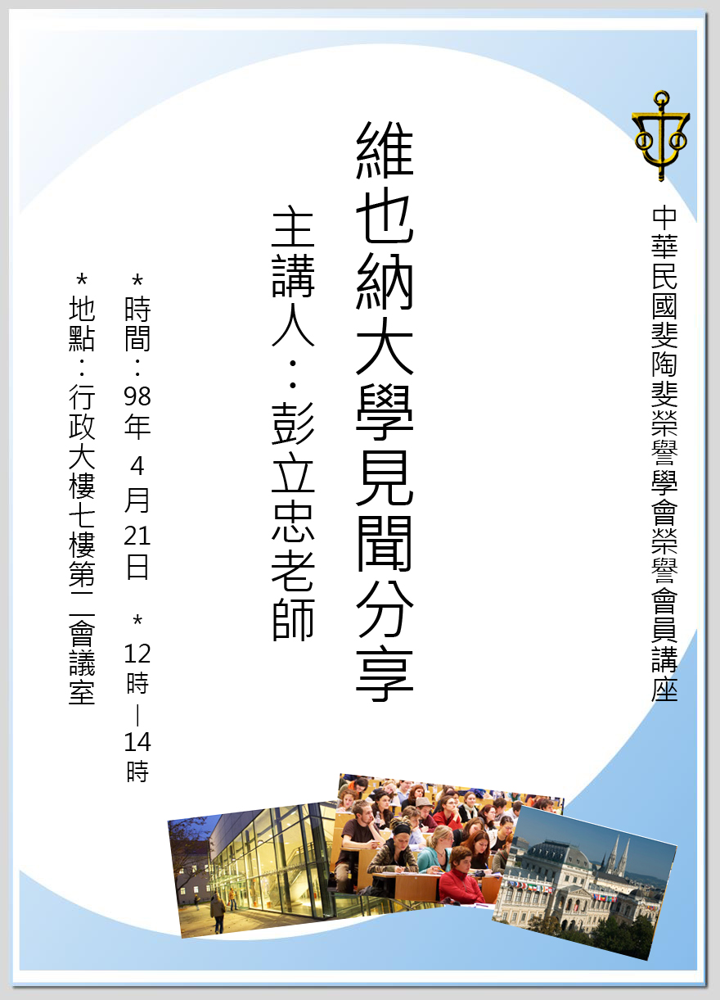 中華民國斐陶斐榮譽學會榮譽會員講座
維也納大學見聞分享
主講人：彭立忠老師
*時間：98年4月21日 *12時－14時
*地點：行政大樓七樓第二會議室